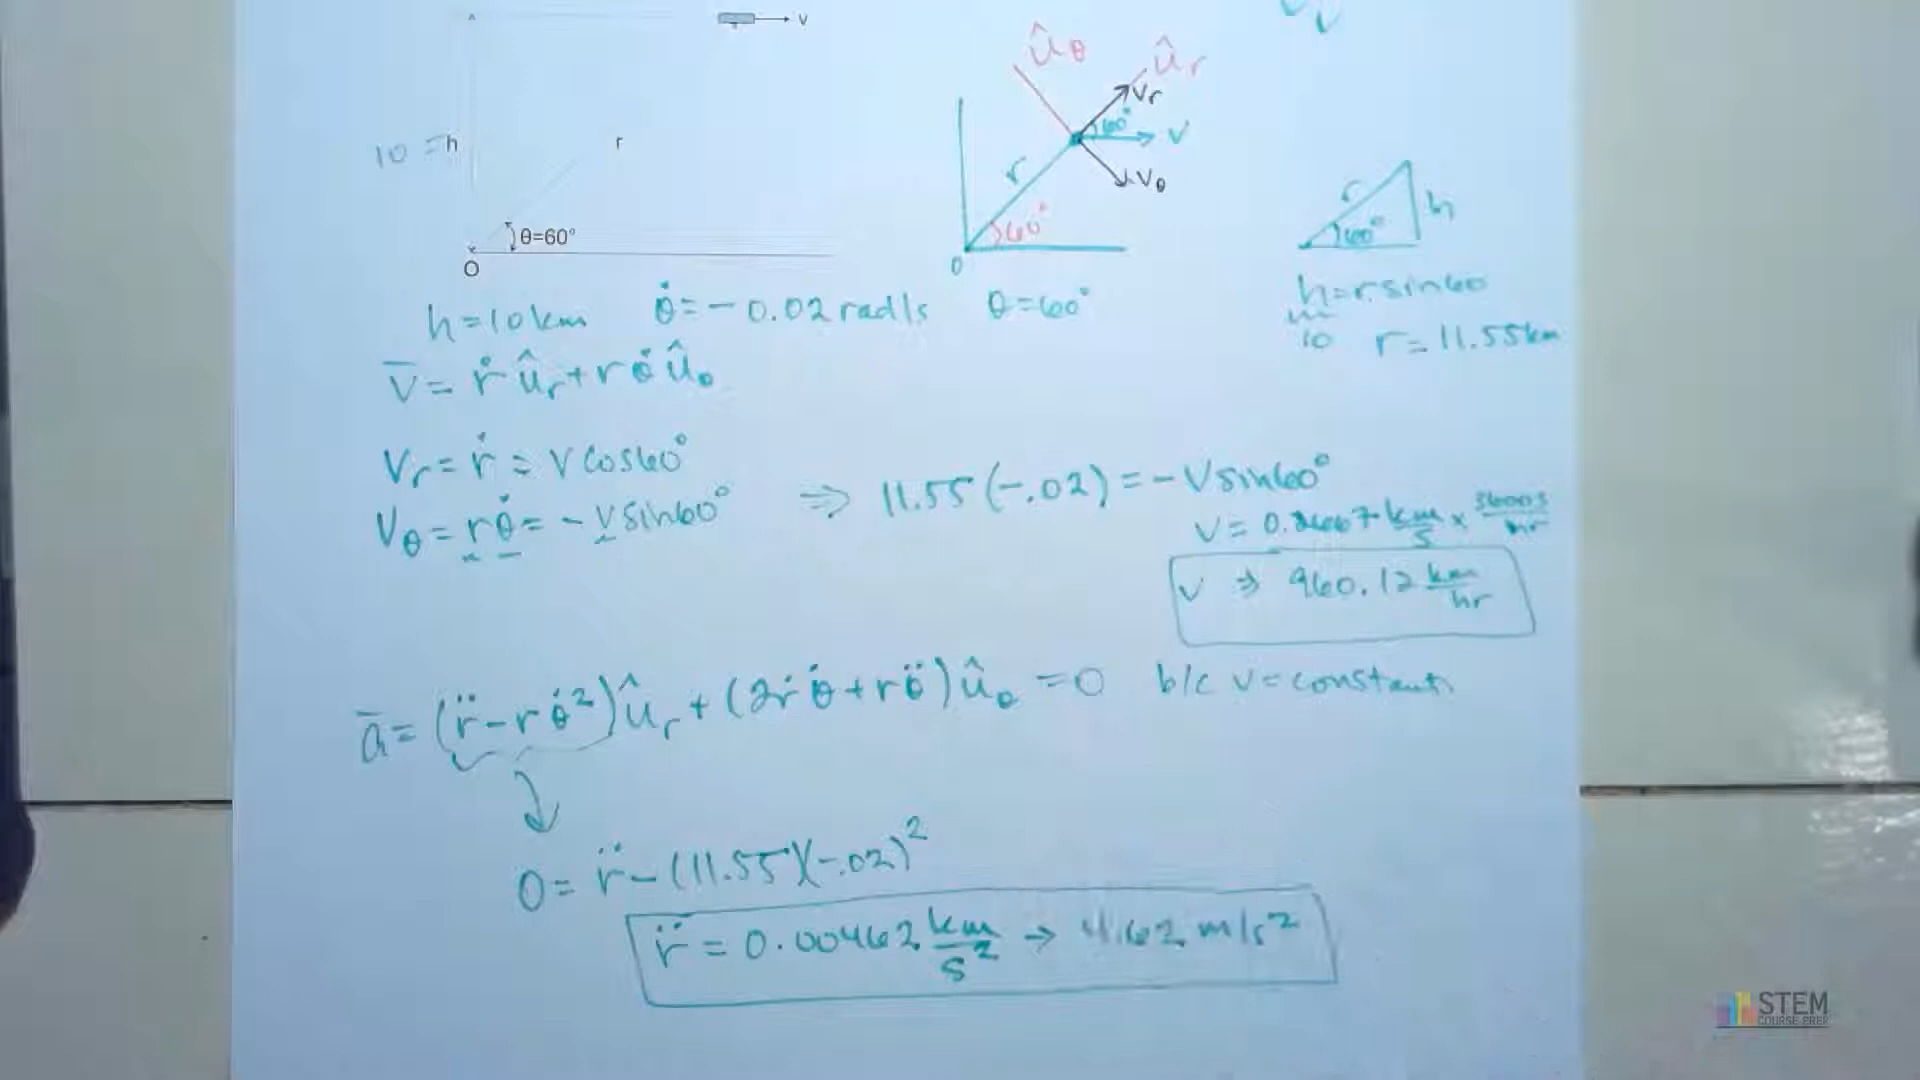 v
10 = h
r
θ=60°
O
û_θ
û_r
v_r
60°
v
v_θ
r
60°
O
r
60°
h
h = 10 km θ̇ = -0.02 rad/s θ = 60°
h = r sin60
10 r = 11.55 km
v̄ = ṙ û_r + r θ̇ û_θ
v_r = ṙ = v cos60°
v_θ = r θ̇ = - v sin60° ⇒ 11.55 (-.02) = - v sin60°
v = 0.2667 km/s × 3600s/hr
v ⇒ 960.12 km/hr
ā = (r̈ - r θ̇²) û_r + (2ṙ θ̇ + r θ̈) û_θ = 0 b/c v = constant
0 = r̈ - (11.55)(-.02)²
r̈ = 0.00462 km/s² → 4.62 m/s²
STEM
COURSE PREP